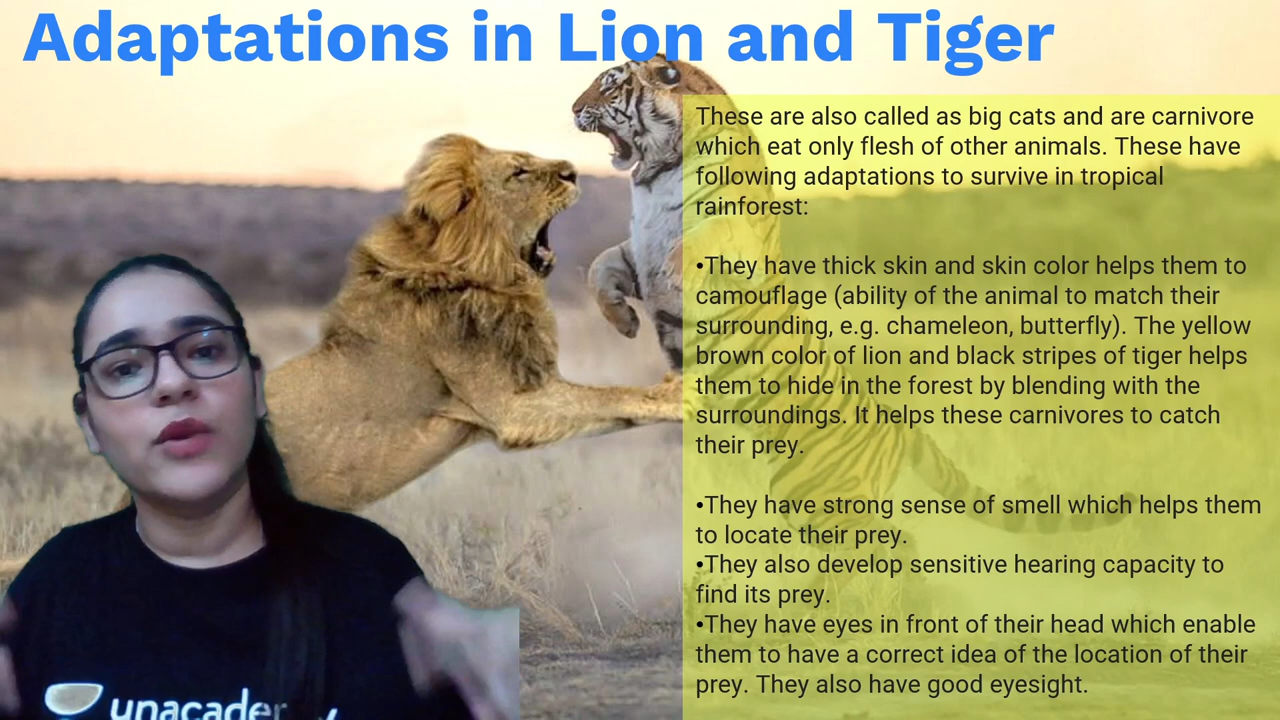 Adaptations in Lion and Tiger
These are also called as big cats and are carnivore
which eat only flesh of other animals. These have
following adaptations to survive in tropical
rainforest:
•They have thick skin and skin color helps them to
camouflage (ability of the animal to match their
surrounding, e.g. chameleon, butterfly). The yellow
brown color of lion and black stripes of tiger helps
them to hide in the forest by blending with the
surroundings. It helps these carnivores to catch
their prey.
•They have strong sense of smell which helps them
to locate their prey.
•They also develop sensitive hearing capacity to
find its prey.
•They have eyes in front of their head which enable
them to have a correct idea of the location of their
prey. They also have good eyesight.
unacader